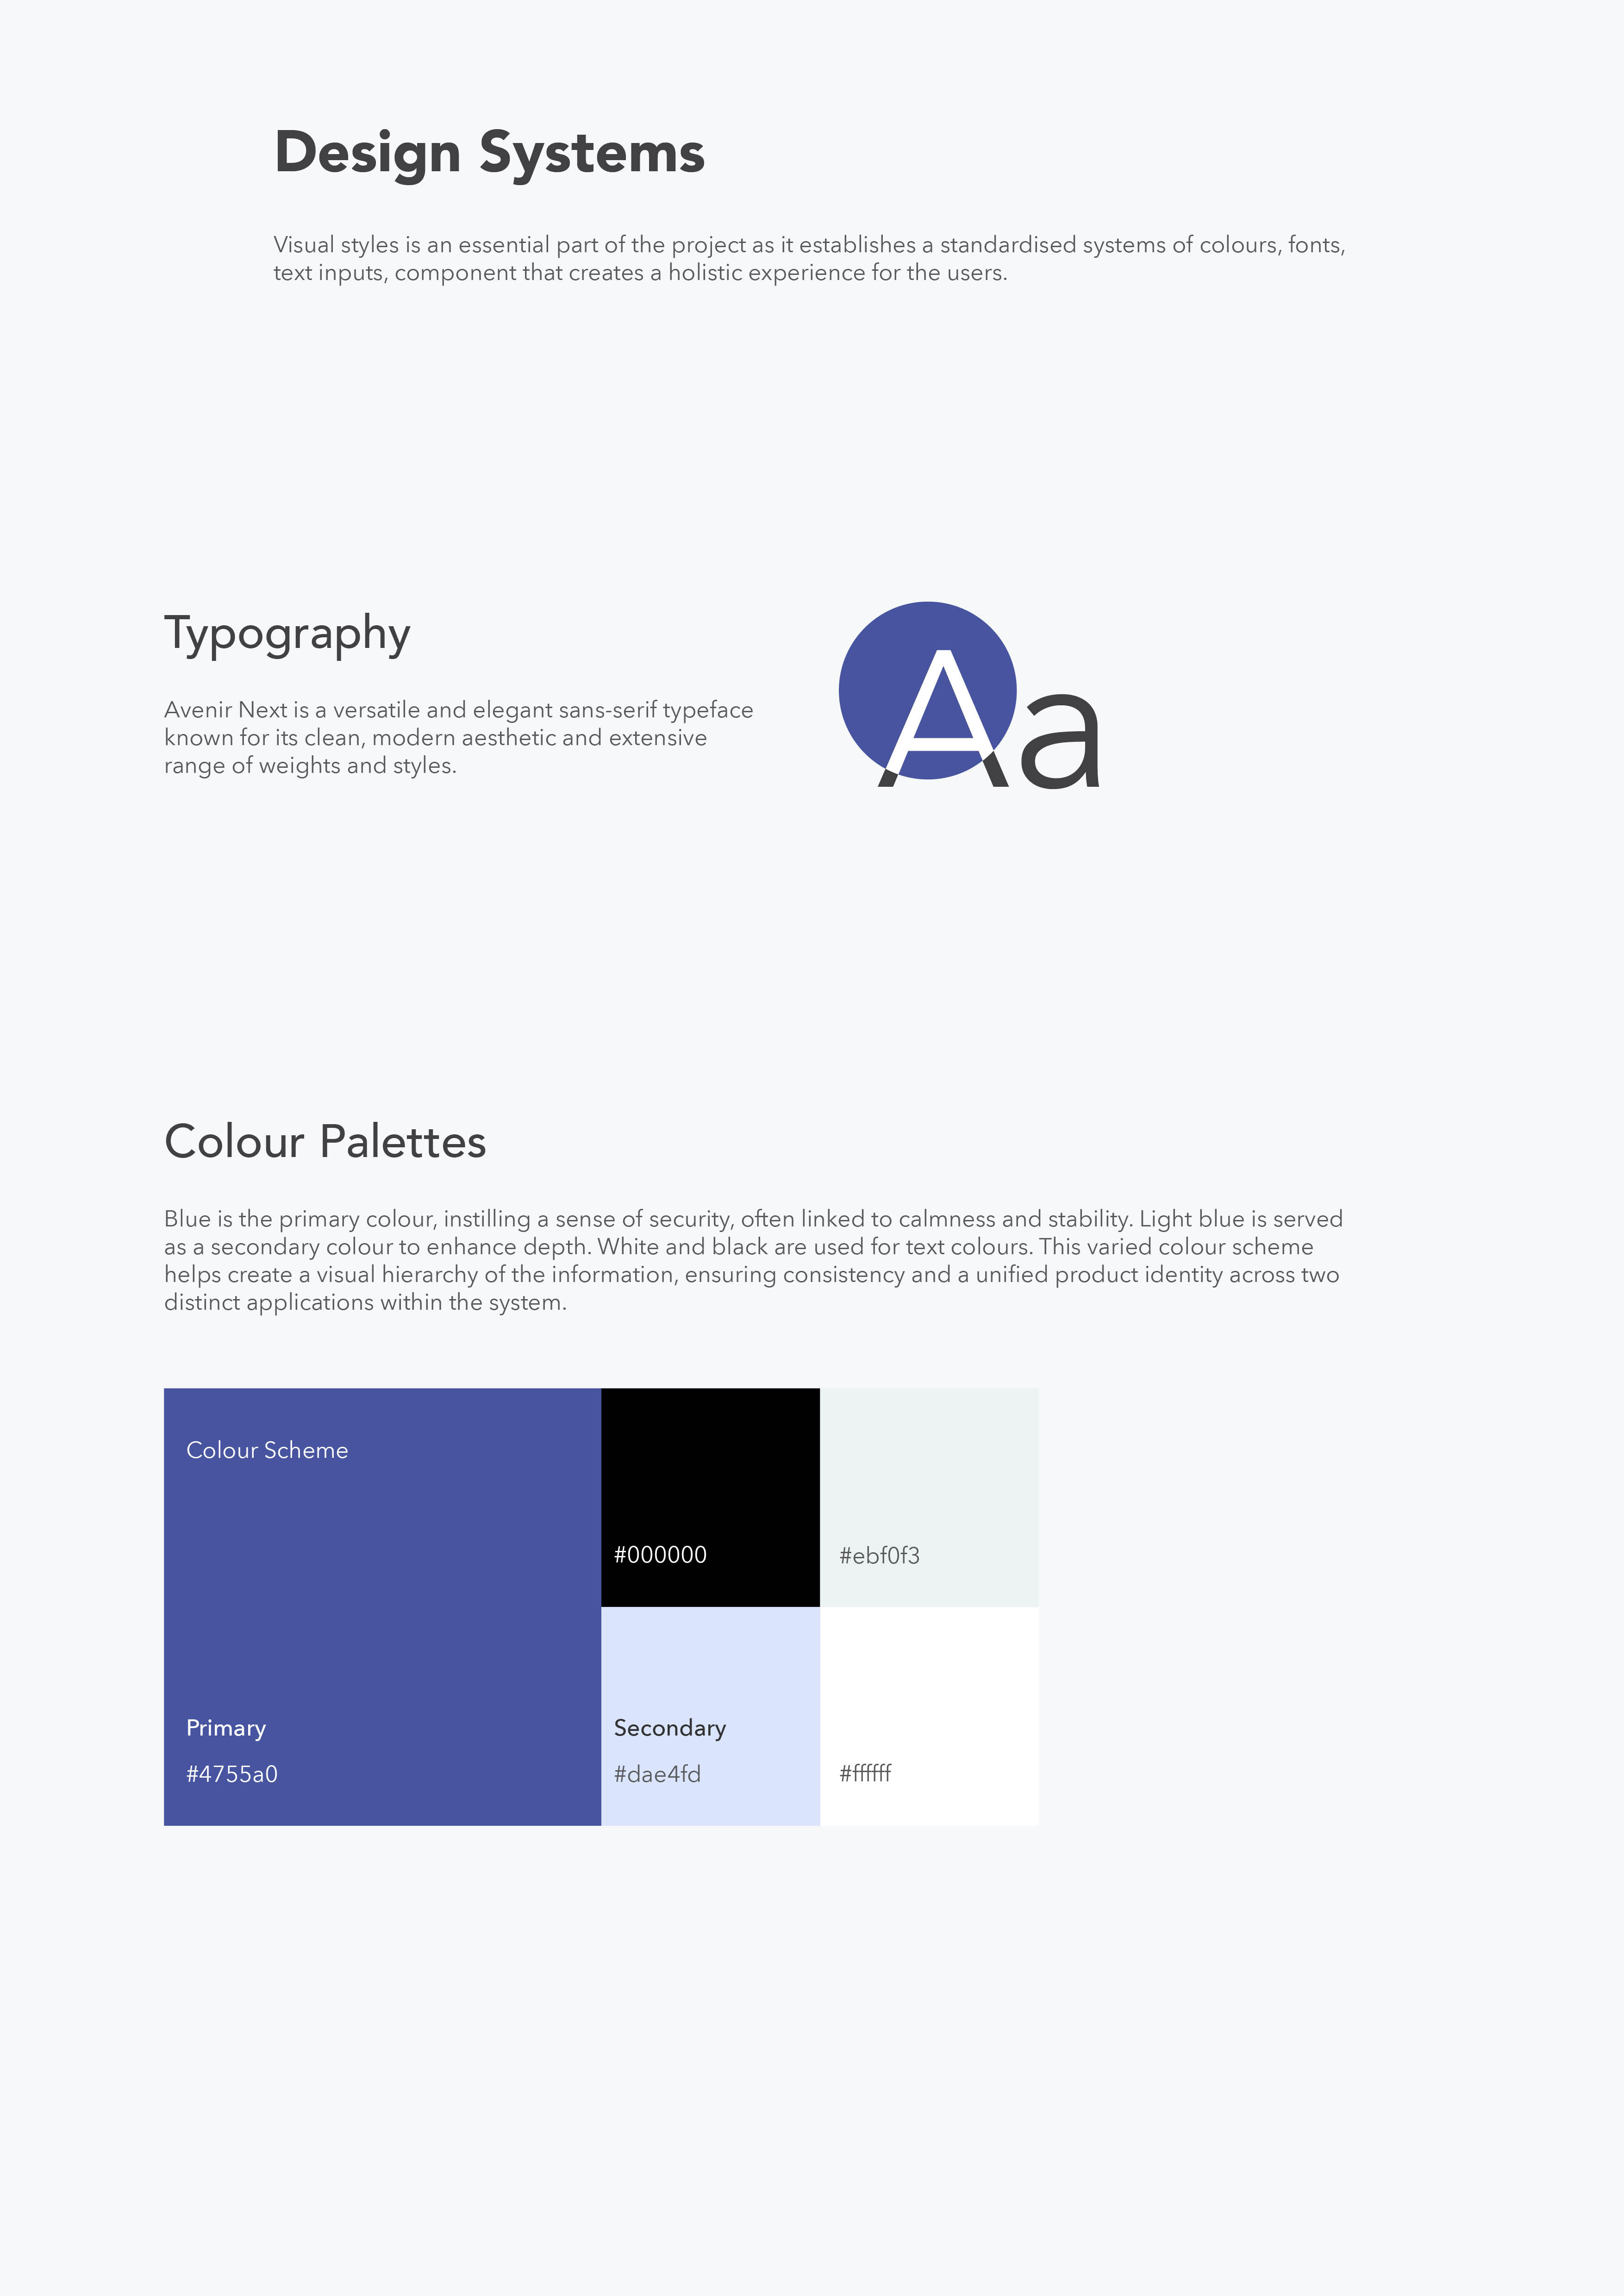 Design Systems
Visual styles is an essential part of the project as it establishes a standardised systems of colours, fonts,
text inputs, component that creates a holistic experience for the users.
Typography
Avenir Next is a versatile and elegant sans-serif typeface
known for its clean, modern aesthetic and extensive
range of weights and styles.
Aa
Colour Palettes
Blue is the primary colour, instilling a sense of security, often linked to calmness and stability. Light blue is served
as a secondary colour to enhance depth. White and black are used for text colours. This varied colour scheme
helps create a visual hierarchy of the information, ensuring consistency and a unified product identity across two
distinct applications within the system.
Colour Scheme
Primary
#4755a0
#000000
#ebf0f3
Secondary
#dae4fd
#ffffff